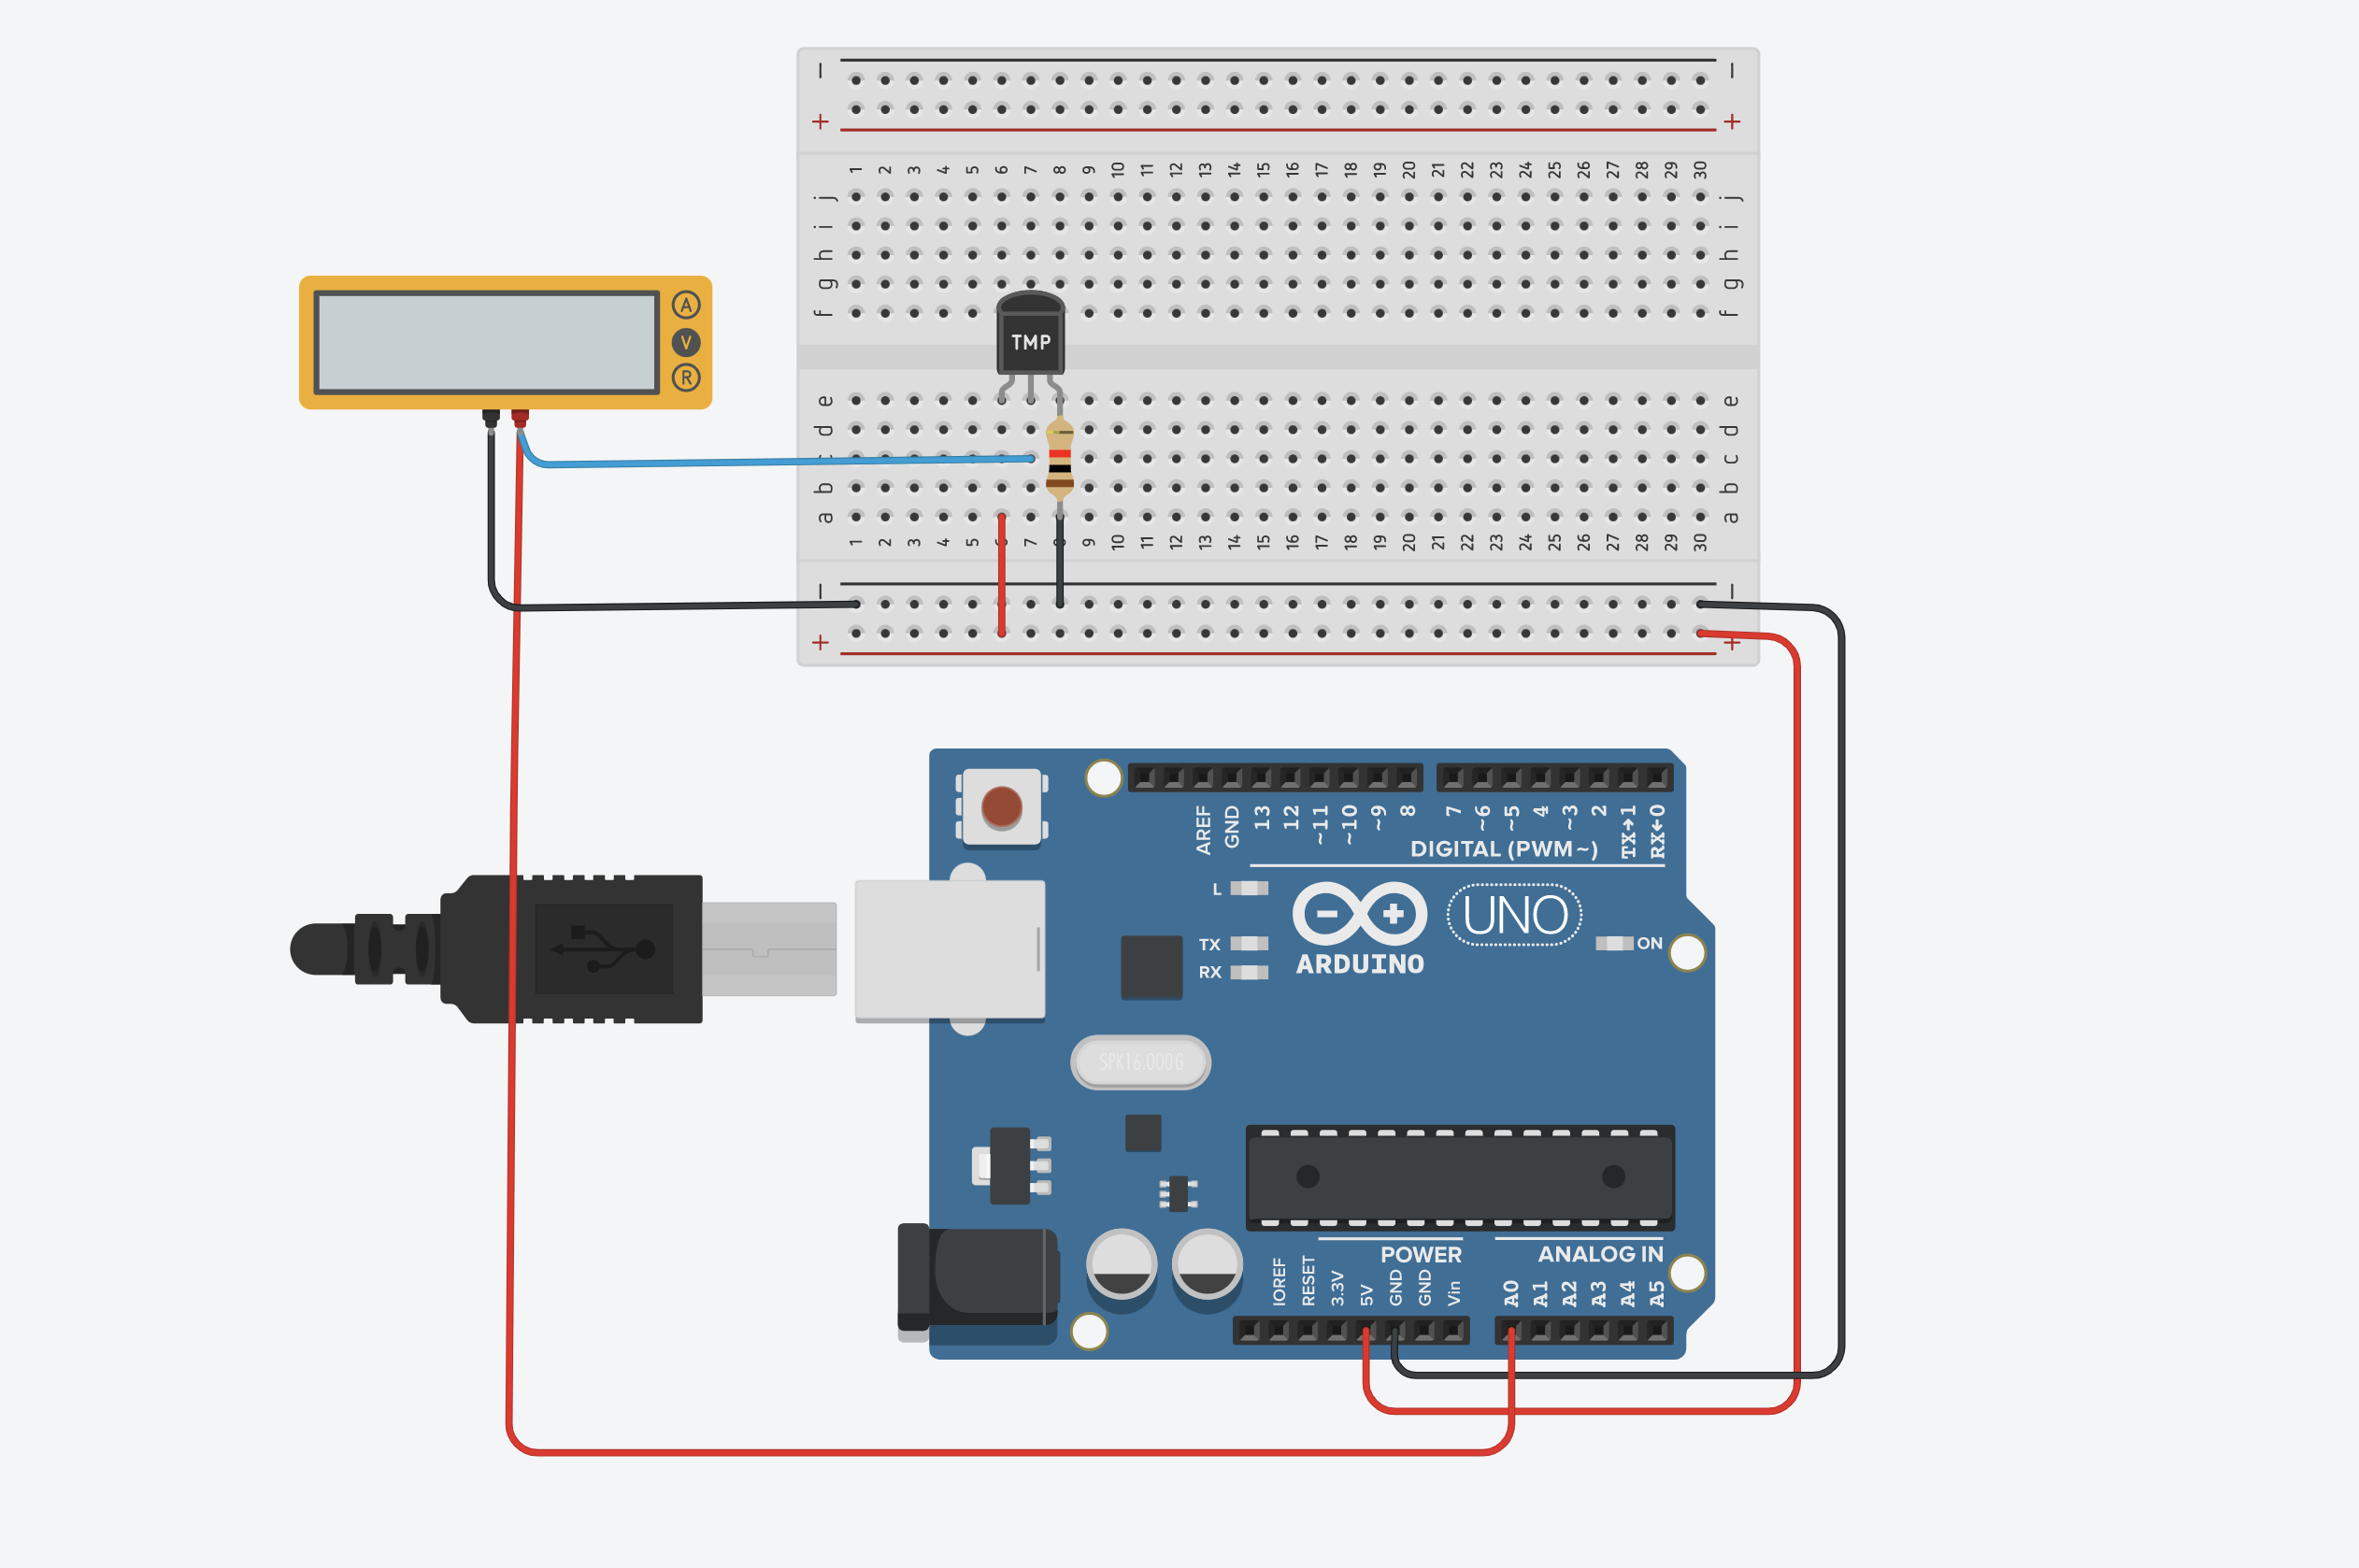 − −
+ +
1 2 3 4 5 6 7 8 9 10 11 12 13 14 15 16 17 18 19 20 21 22 23 24 25 26 27 28 29 30
j j
i i
h h
g g
f f
A
V
R
TMP
e e
d d
c
b b
a a
1 2 3 4 5 7 9 10 11 12 13 14 15 16 17 18 19 20 21 22 23 24 25 26 27 28 29 30
− −
+ +
AREF GND 13 12 ~11 ~10 ~9 8 7 ~6 ~5 4 ~3 2 TX→1 RX←0
DIGITAL (PWM~)
L
UNO
TX
ON
RX
ARDUINO
SPK16.000G
POWER
ANALOG IN
IOREF RESET 3.3V 5V GND GND Vin A0 A1 A2 A3 A4 A5